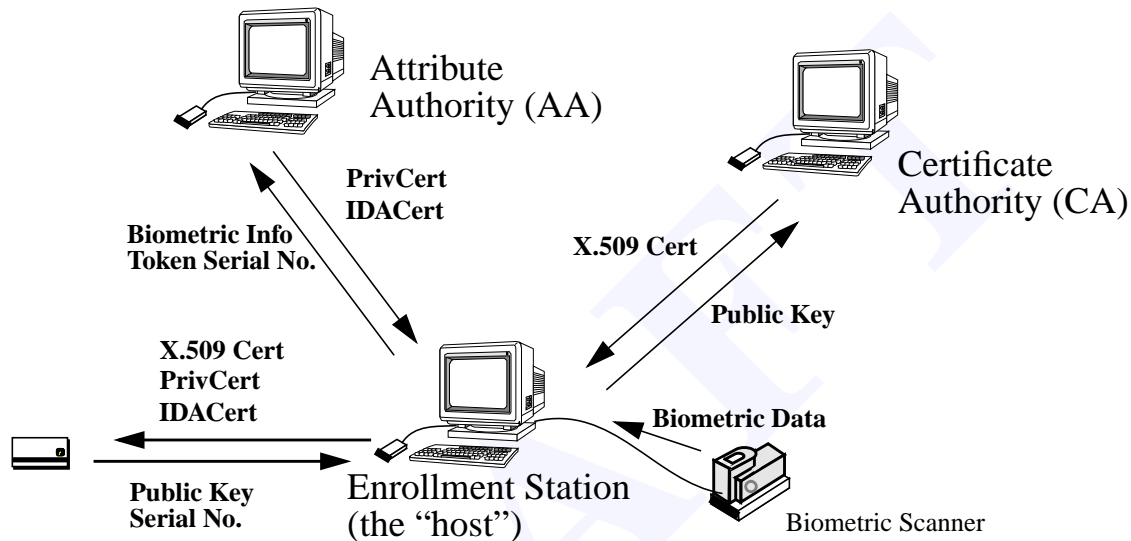 Attribute
Authority (AA)
PrivCert
IDACert
Biometric Info
Token Serial No.
Certificate
Authority (CA)
X.509 Cert
Public Key
X.509 Cert
PrivCert
IDACert
Biometric Data
Public Key
Serial No.
Enrollment Station
(the “host”)
Biometric Scanner